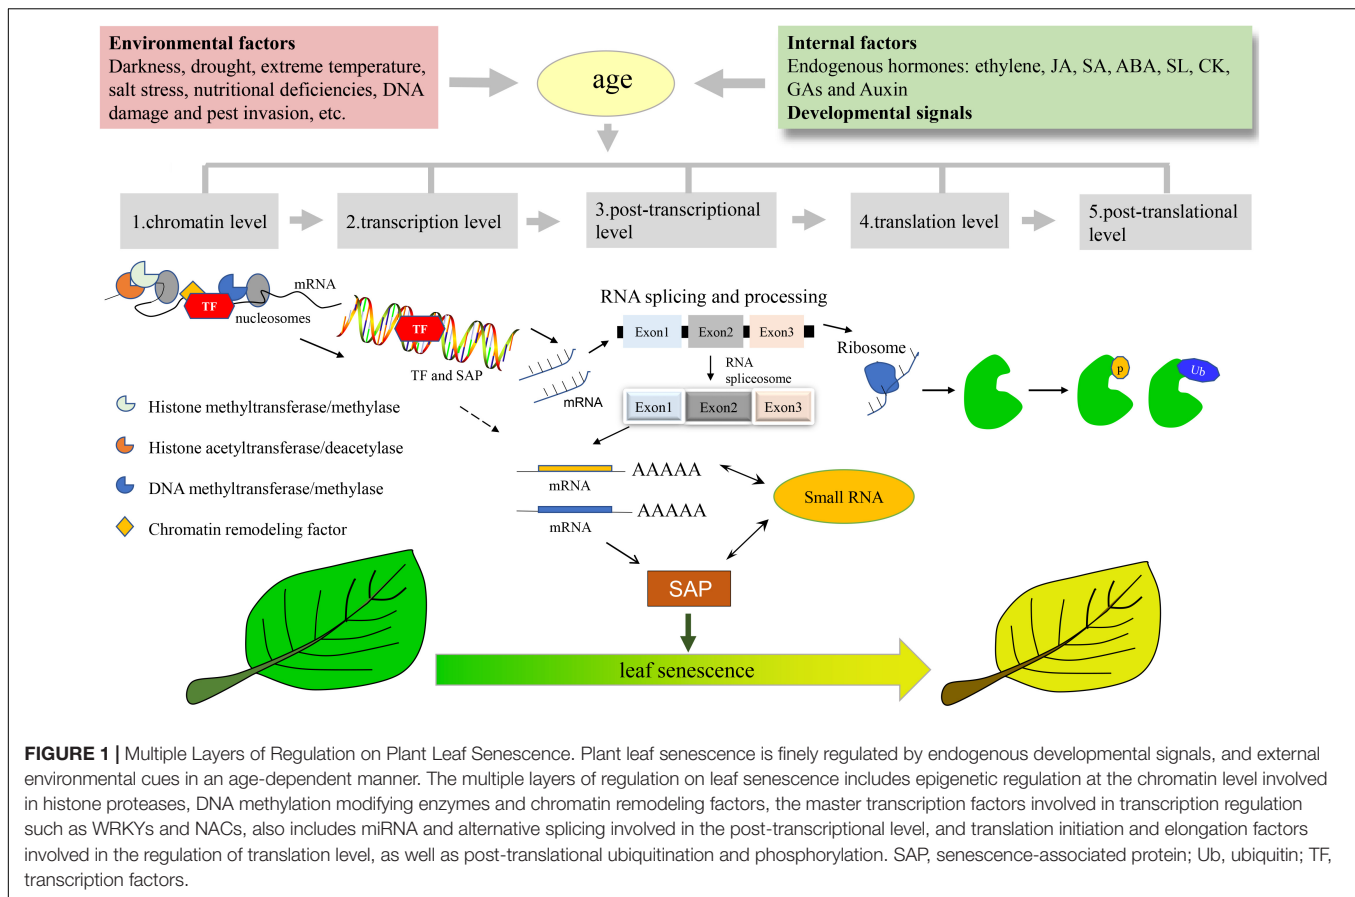 Environmental factors
Darkness, drought, extreme temperature,
salt stress, nutritional deficiencies, DNA
damage and pest invasion, etc.
age
Internal factors
Endogenous hormones: ethylene, JA, SA, ABA, SL, CK,
GAs and Auxin
Developmental signals
1.chromatin level
2.transcription level
3.post-transcriptional
level
4.translation level
5.post-translational
level
mRNA
TF
nucleosomes
TF
TF and SAP
mRNA
RNA splicing and processing
Exon1
Exon2
Exon3
RNA
spliceosome
Exon1
Exon2
Exon3
Ribosome
p
Ub
Histone methyltransferase/methylase
Histone acetyltransferase/deacetylase
DNA methyltransferase/methylase
Chromatin remodeling factor
AAAAA
mRNA
AAAAA
mRNA
Small RNA
SAP
leaf senescence
FIGURE 1 | Multiple Layers of Regulation on Plant Leaf Senescence. Plant leaf senescence is finely regulated by endogenous developmental signals, and external
environmental cues in an age-dependent manner. The multiple layers of regulation on leaf senescence includes epigenetic regulation at the chromatin level involved
in histone proteases, DNA methylation modifying enzymes and chromatin remodeling factors, the master transcription factors involved in transcription regulation
such as WRKYs and NACs, also includes miRNA and alternative splicing involved in the post-transcriptional level, and translation initiation and elongation factors
involved in the regulation of translation level, as well as post-translational ubiquitination and phosphorylation. SAP, senescence-associated protein; Ub, ubiquitin; TF,
transcription factors.